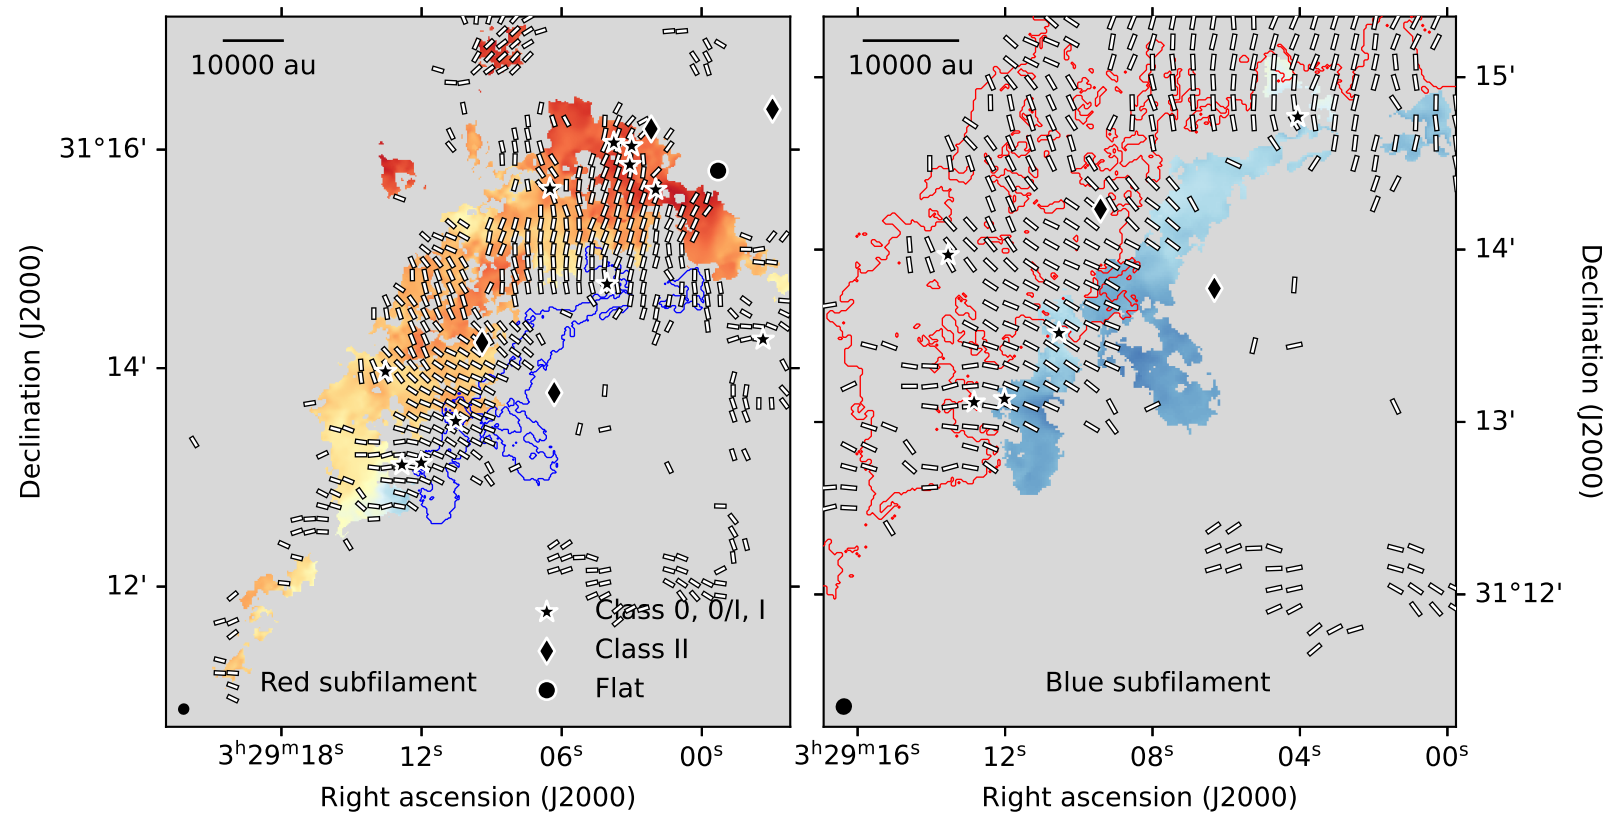 10000 au
10000 au
31°16'
14'
12'
Declination (J2000)
15'
14'
13'
31°12'
Declination (J2000)
Class 0, 0/I, I
Class II
Flat
Red subfilament
Blue subfilament
3ʰ29ᵐ18ˢ 12ˢ 06ˢ 00ˢ
3ʰ29ᵐ16ˢ 12ˢ 08ˢ 04ˢ 00ˢ
Right ascension (J2000)
Right ascension (J2000)